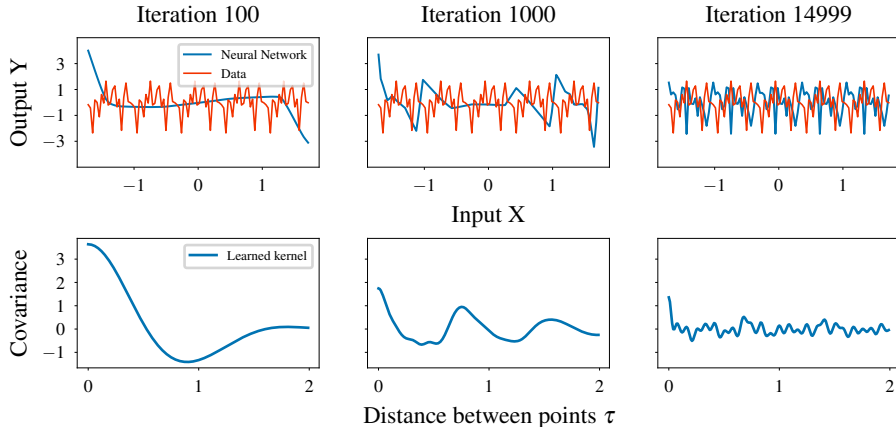 Iteration 100 Iteration 1000 Iteration 14999
Output Y
3
1
−1
−3
Neural Network
Data
−1 0 1 −1 0 1 −1 0 1
Input X
Covariance
3
2
1
0
−1
Learned kernel
0 1 2 0 1 2 0 1 2
Distance between points τ